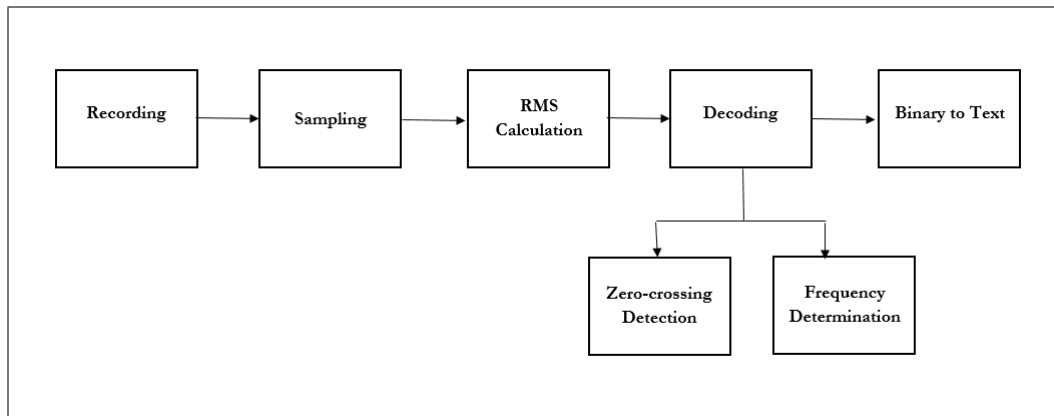 Recording
Sampling
RMS
Calculation
Decoding
Binary to Text
Zero-crossing
Detection
Frequency
Determination